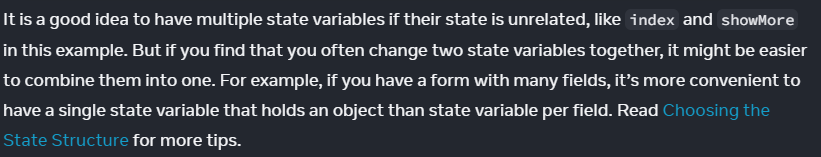 It is a good idea to have multiple state variables if their state is unrelated, like index and showMore
in this example. But if you find that you often change two state variables together, it might be easier
to combine them into one. For example, if you have a form with many fields, it’s more convenient to
have a single state variable that holds an object than state variable per field. Read Choosing the
State Structure for more tips.